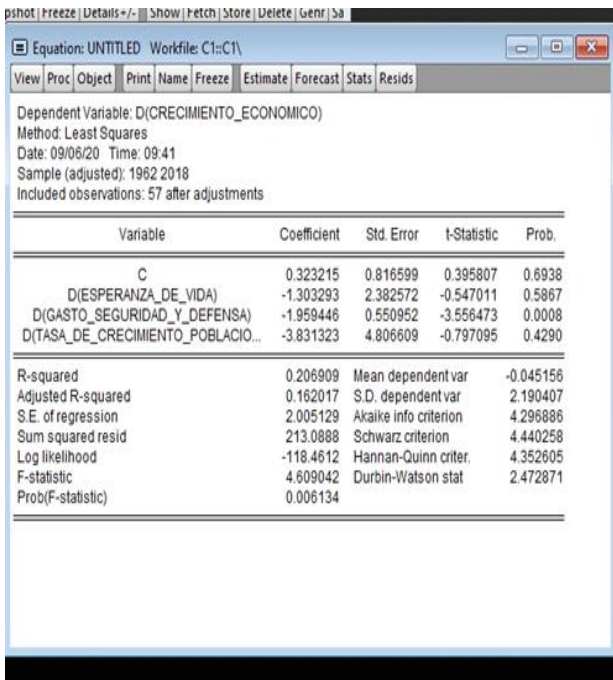 pshot Freeze Details+/- Show Fetch Store Delete Genr Sa
Equation: UNTITLED Workfile: C1::C1\
View Proc Object Print Name Freeze Estimate Forecast Stats Resids
Dependent Variable: D(CRECIMIENTO_ECONOMICO)
Method: Least Squares
Date: 09/06/20 Time: 09:41
Sample (adjusted): 1962 2018
Included observations: 57 after adjustments
Variable Coefficient Std. Error t-Statistic Prob.
C 0.323215 0.816599 0.395807 0.6938
D(ESPERANZA_DE_VIDA) -1.303293 2.382572 -0.547011 0.5867
D(GASTO_SEGURIDAD_Y_DEFENSA) -1.959446 0.550952 -3.556473 0.0008
D(TASA_DE_CRECIMIENTO_POBLACIO... -3.831323 4.806609 -0.797095 0.4290
R-squared 0.206909 Mean dependent var -0.045156
Adjusted R-squared 0.162017 S.D. dependent var 2.190407
S.E. of regression 2.005129 Akaike info criterion 4.296886
Sum squared resid 213.0888 Schwarz criterion 4.440258
Log likelihood -118.4612 Hannan-Quinn criter. 4.352605
F-statistic 4.609042 Durbin-Watson stat 2.472871
Prob(F-statistic) 0.006134